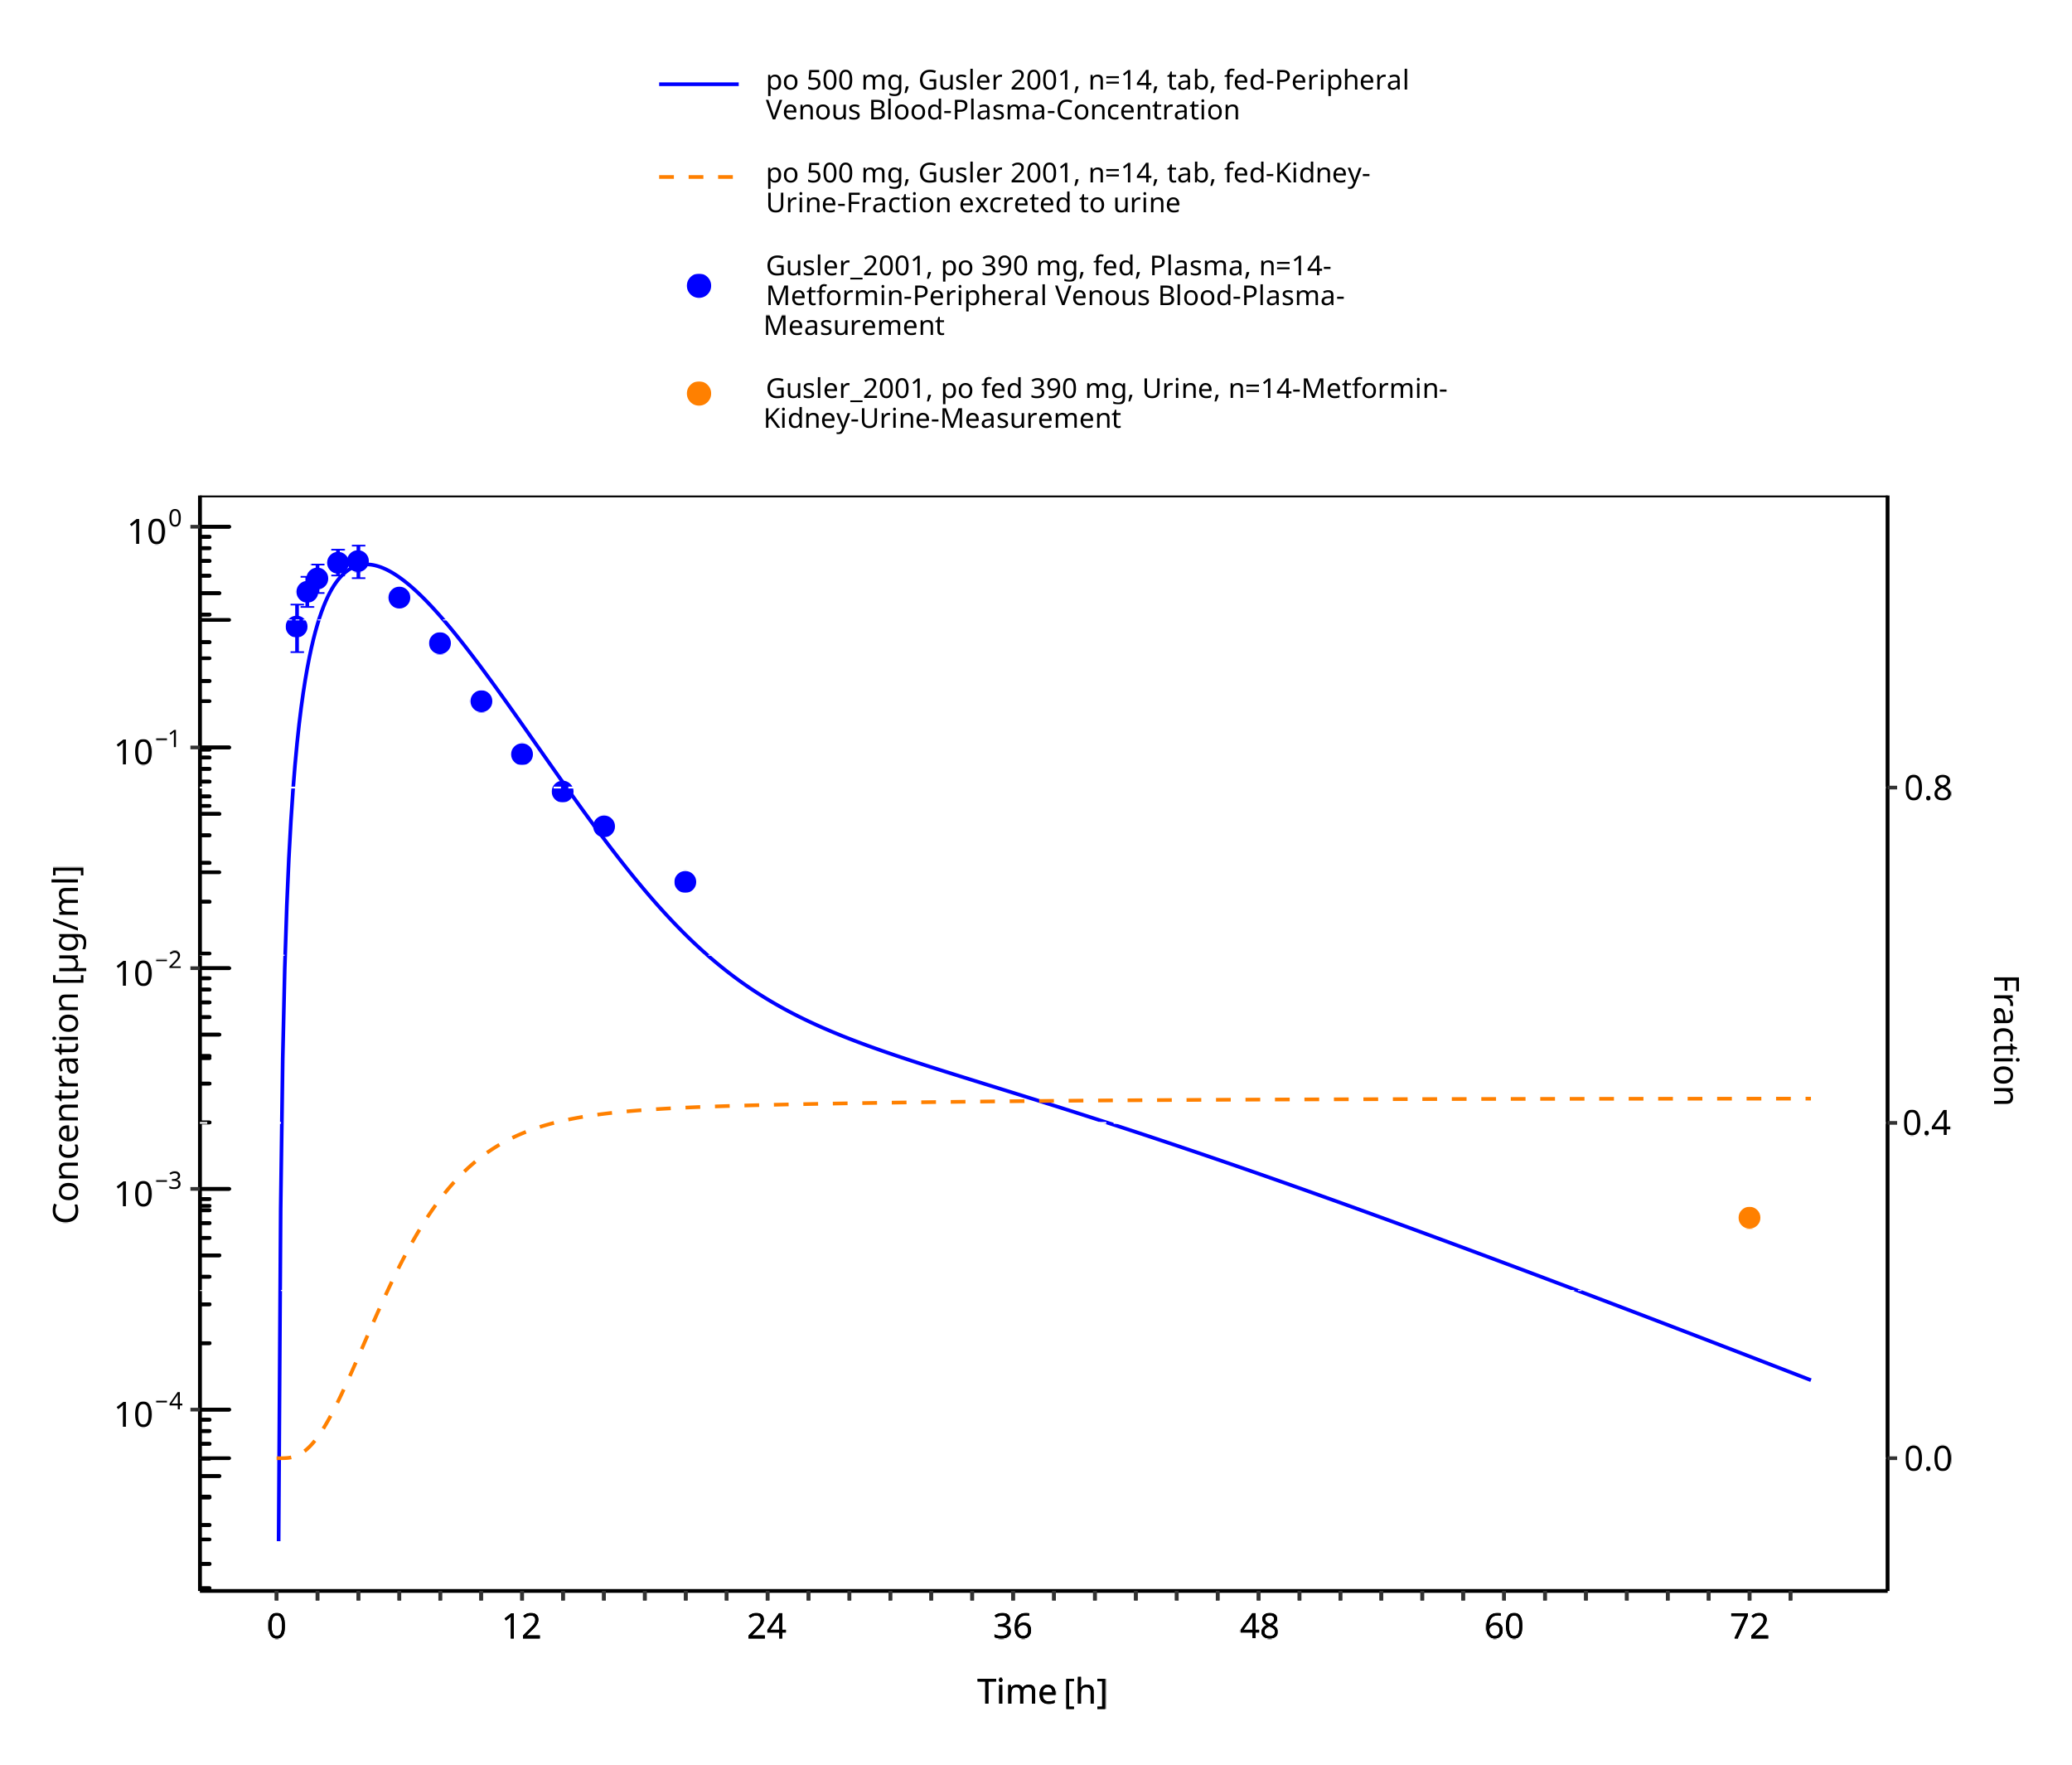 po 500 mg, Gusler 2001, n=14, tab, fed-Peripheral
Venous Blood-Plasma-Concentration
po 500 mg, Gusler 2001, n=14, tab, fed-Kidney-
Urine-Fraction excreted to urine
Gusler_2001, po 390 mg, fed, Plasma, n=14-
Metformin-Peripheral Venous Blood-Plasma-
Measurement
Gusler_2001, po fed 390 mg, Urine, n=14-Metformin-
Kidney-Urine-Measurement
10⁰
10⁻¹
10⁻²
10⁻³
10⁻⁴
Concentration [µg/ml]
0.8
0.4
0.0
Fraction
0 12 24 36 48 60 72
Time [h]